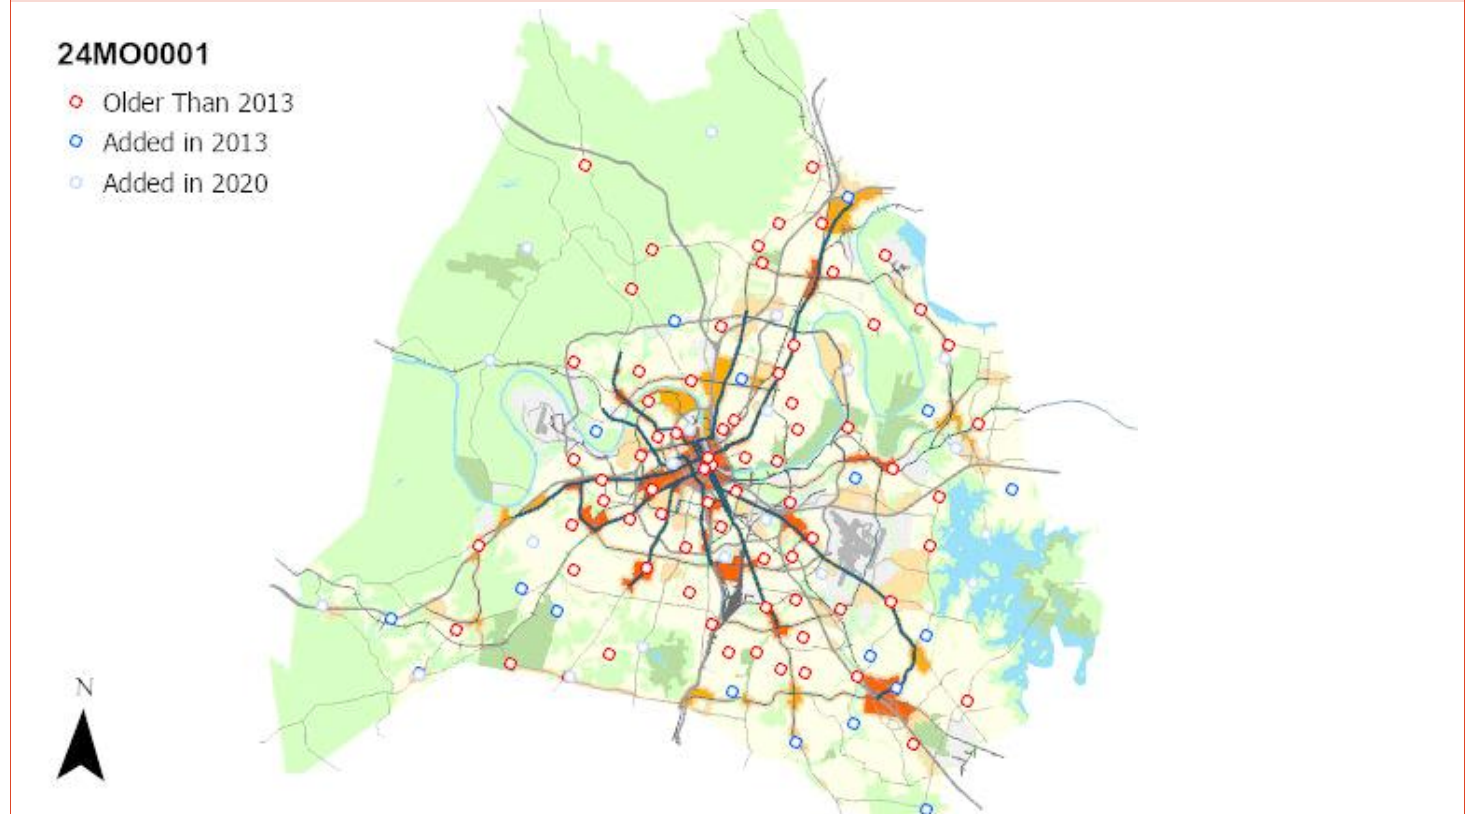 24MO0001
Older Than 2013
Added in 2013
Added in 2020
N